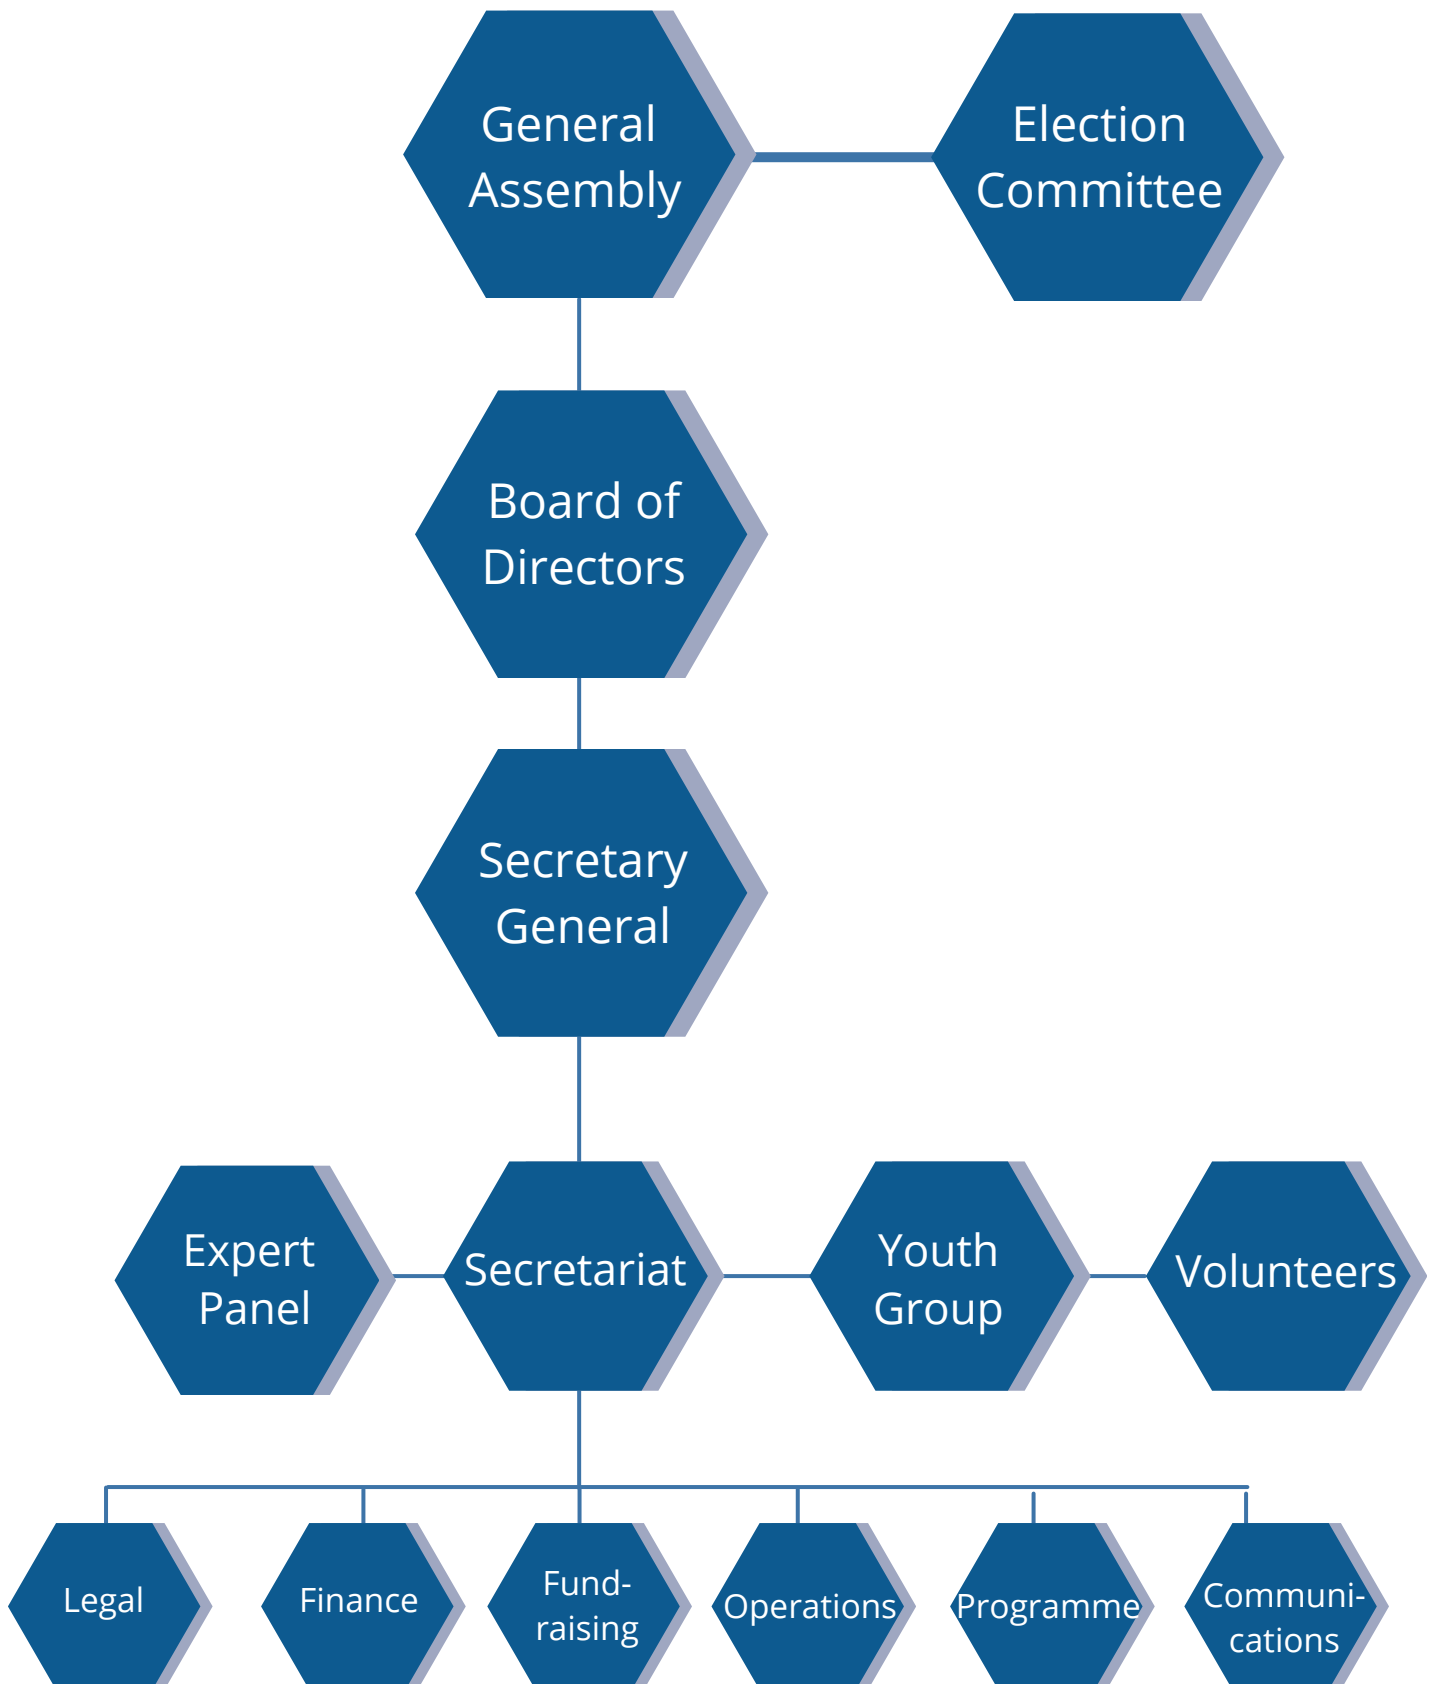 General
Assembly
Election
Committee
Board of
Directors
Secretary
General
Expert
Panel
Secretariat
Youth
Group
Volunteers
Legal
Finance
Fund-
raising
Operations
Programme
Communi-
cations